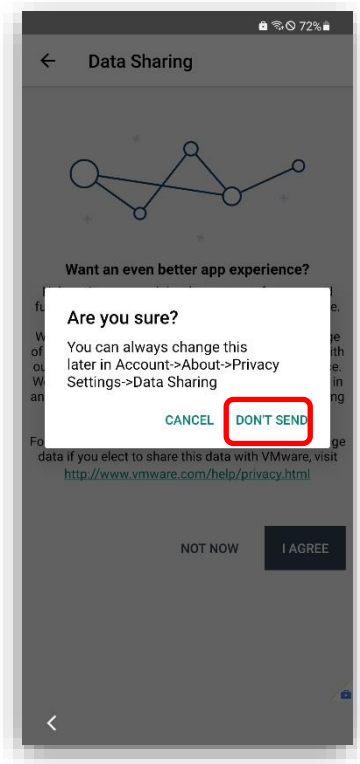 72%
Data Sharing
Want an even better app experience?
Are you sure?
You can always change this
later in Account->About->Privacy
Settings->Data Sharing
CANCEL DON'T SEND
data if you elect to share this data with VMware, visit
http://www.vmware.com/help/privacy.html
NOT NOW I AGREE